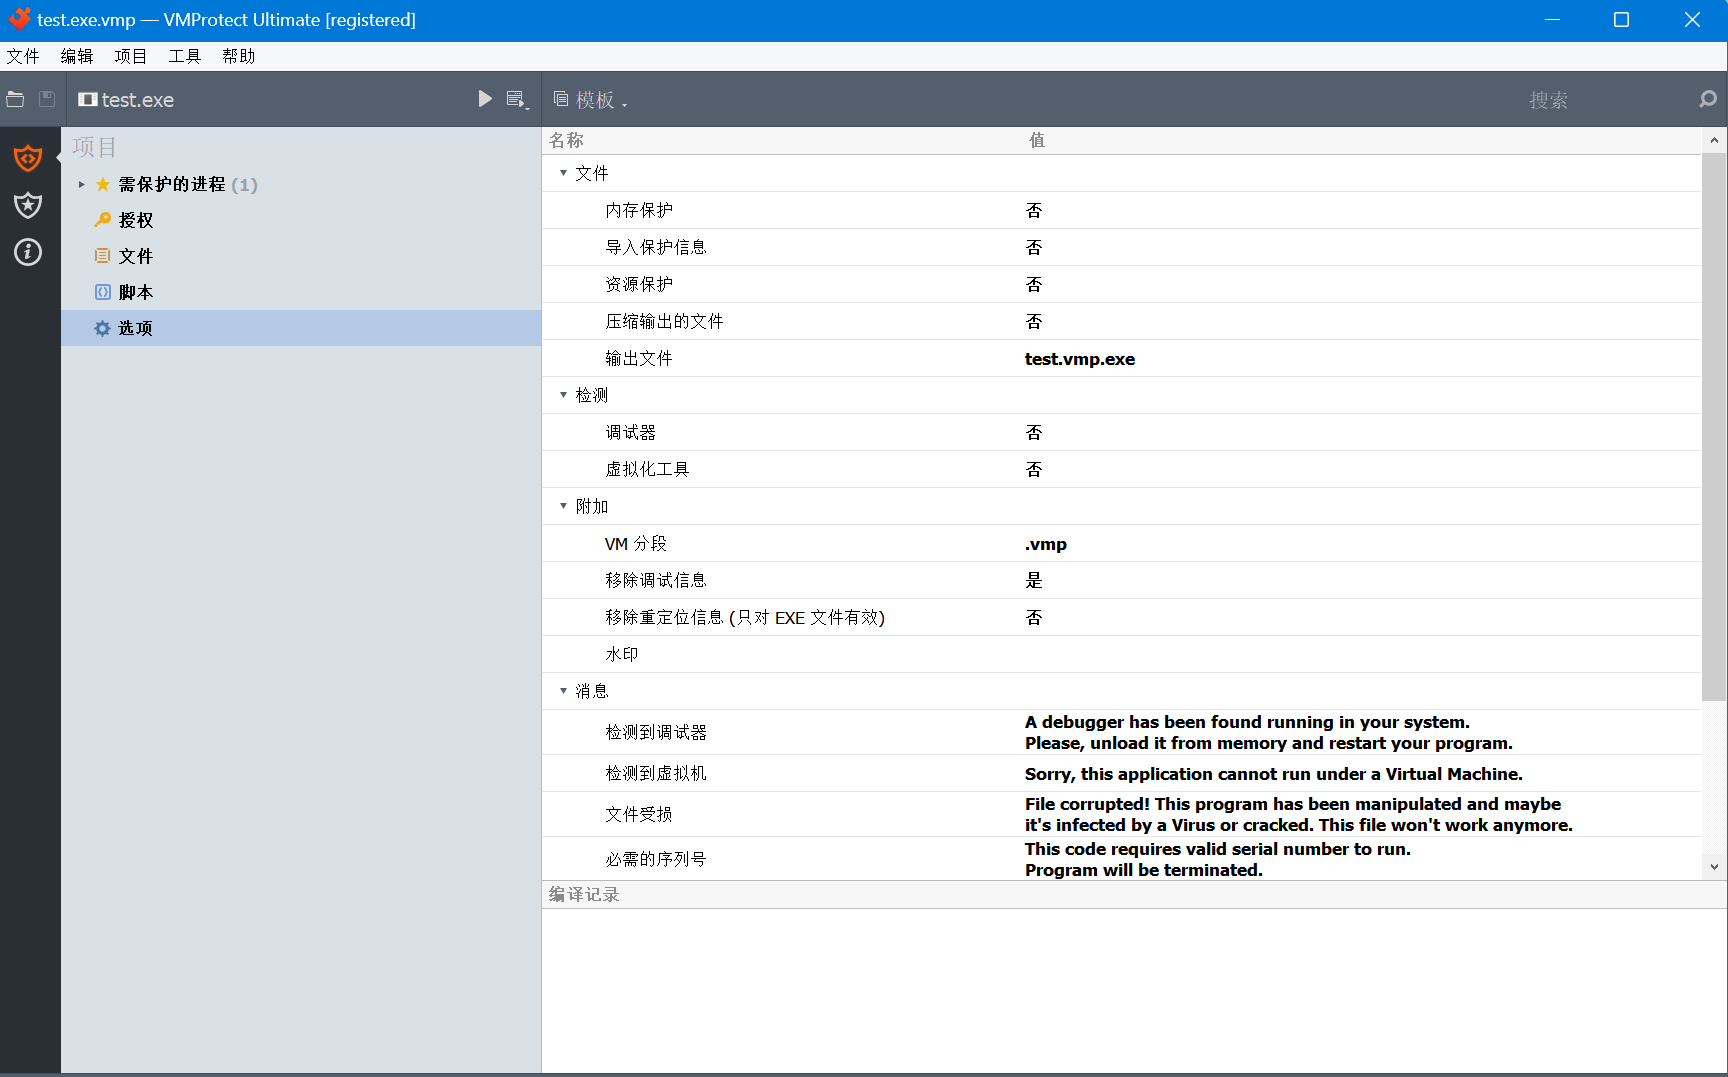 test.exe.vmp — VMProtect Ultimate [registered]
文件 编辑 项目 工具 帮助
test.exe
模板
搜索
项目
需保护的进程 (1)
授权
文件
脚本
选项
名称 值
文件
内存保护 否
导入保护信息 否
资源保护 否
压缩输出的文件 否
输出文件 test.vmp.exe
检测
调试器 否
虚拟化工具 否
附加
VM 分段 .vmp
移除调试信息 是
移除重定位信息 (只对 EXE 文件有效) 否
水印
消息
检测到调试器 A debugger has been found running in your system.
Please, unload it from memory and restart your program.
检测到虚拟机 Sorry, this application cannot run under a Virtual Machine.
文件受损 File corrupted! This program has been manipulated and maybe
it's infected by a Virus or cracked. This file won't work anymore.
必需的序列号 This code requires valid serial number to run.
Program will be terminated.
编译记录